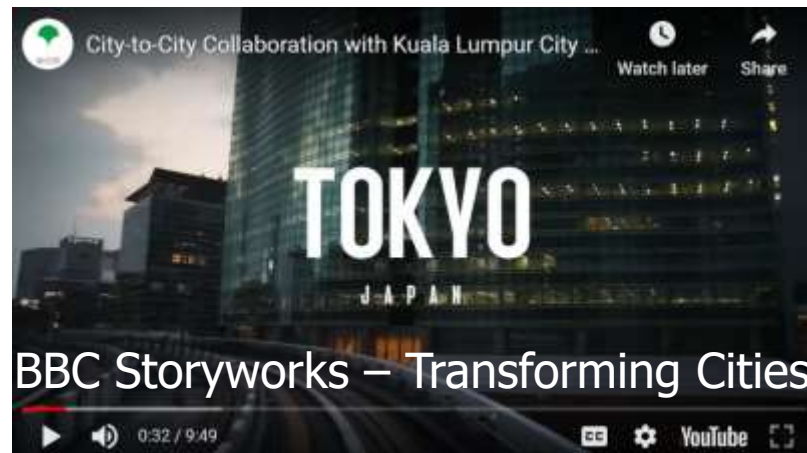 City-to-City Collaboration with Kuala Lumpur City ...
Watch later
Share
TOKYO
JAPAN
BBC Storyworks – Transforming Cities
0:32 / 9:49
CC
YouTube